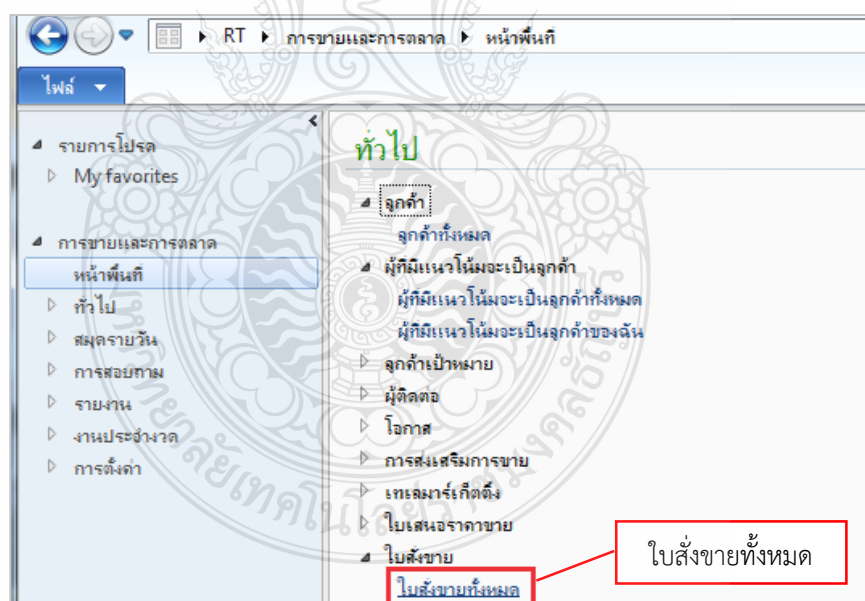 RT ▸ การขายและการตลาด ▸ หน้าพื้นที่
ไฟล์
รายการโปรด
My favorites
การขายและการตลาด
หน้าพื้นที่
ทั่วไป
สมุดรายวัน
การสอบถาม
รายงาน
งานประจำงวด
การตั้งค่า
ทั่วไป
ลูกค้า
ลูกค้าทั้งหมด
ผู้ที่มีแนวโน้มจะเป็นลูกค้า
ผู้ที่มีแนวโน้มจะเป็นลูกค้าทั้งหมด
ผู้ที่มีแนวโน้มจะเป็นลูกค้าของฉัน
ลูกค้าเป้าหมาย
ผู้ติดต่อ
โอกาส
การส่งเสริมการขาย
เทเลมาร์เก็ตติ้ง
ใบเสนอราคาขาย
ใบสั่งขาย
ใบสั่งขายทั้งหมด
ใบสั่งขายทั้งหมด